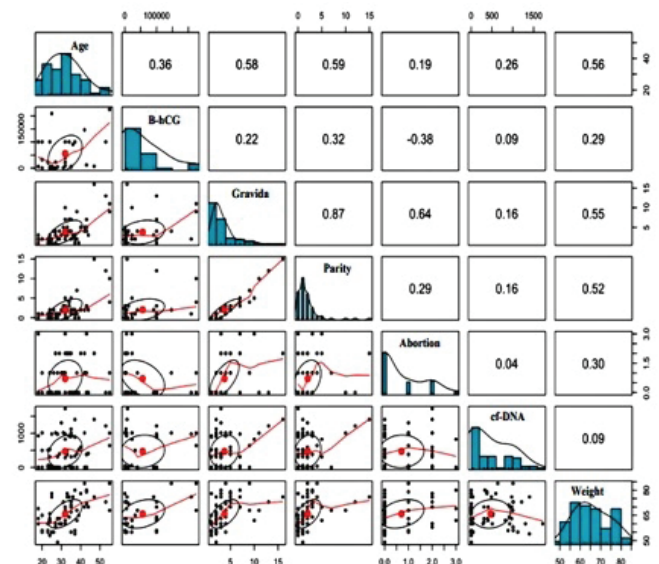 0 100000 0 5 10 15 0 500 1500
Age 0.36 0.58 0.59 0.19 0.26 0.56 20 40
0 150000 B-hCG 0.22 0.32 -0.38 0.09 0.29
Gravida 0.87 0.64 0.16 0.55 5 10 15
0 5 10 15 Parity 0.29 0.16 0.52
Abortion 0.04 0.30 0.0 1.5 3.0
0 1000 cf-DNA 0.09
Weight 50 65 80
20 30 40 50 5 10 15 0.0 1.0 2.0 3.0 50 60 70 80